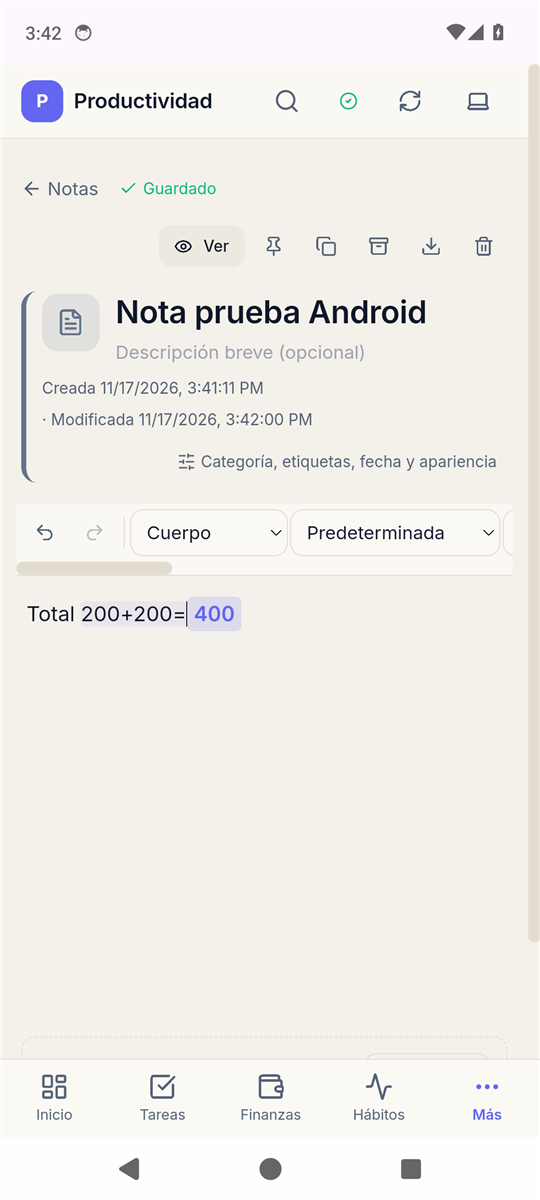 3:42
P Productividad
Notas Guardado
Ver
Nota prueba Android
Descripción breve (opcional)
Creada 11/17/2026, 3:41:11 PM
· Modificada 11/17/2026, 3:42:00 PM
Categoría, etiquetas, fecha y apariencia
Cuerpo Predeterminada
Total 200+200= 400
Inicio Tareas Finanzas Hábitos Más